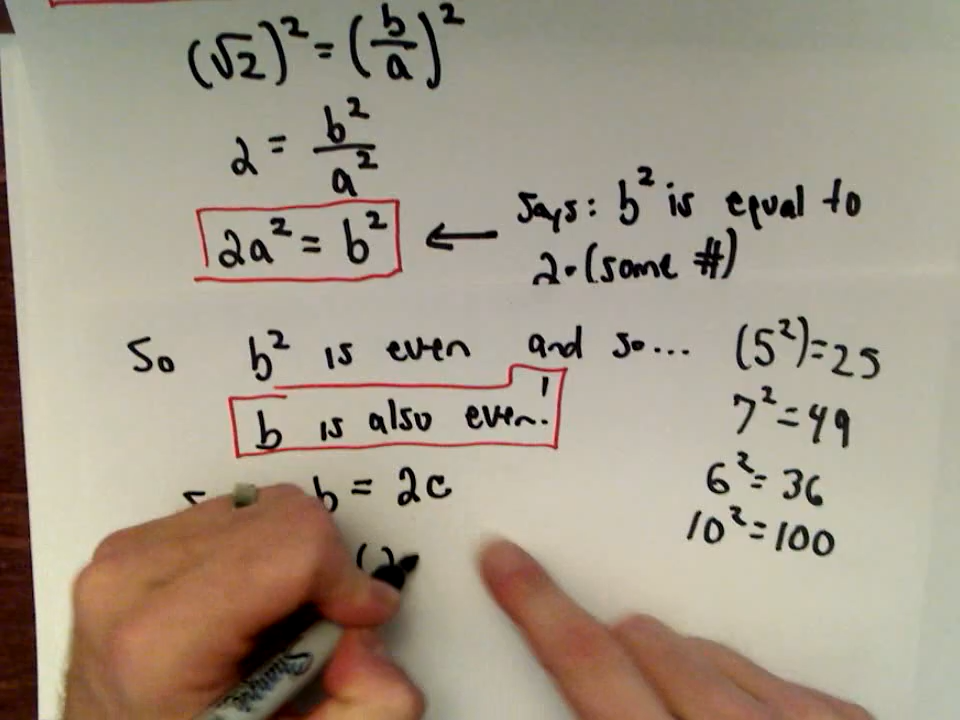 (√2)² = (b/a)²
2 = b²/a²
2a² = b² ← says: b² is equal to
2·(some #)
So b² is even and so... (5²)=25
b is also even! 7² = 49
6² = 36
b = 2c
10² = 100
(2